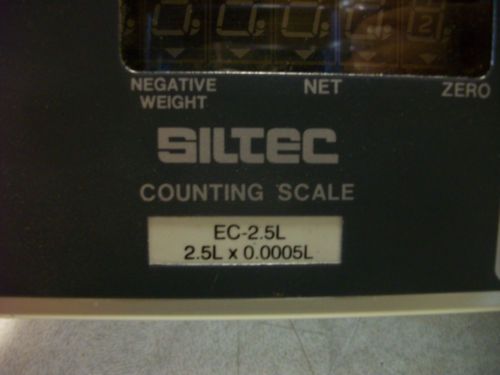 NEGATIVE WEIGHT NET ZERO
SILTEC
COUNTING SCALE
EC-2.5L
2.5L x 0.0005L